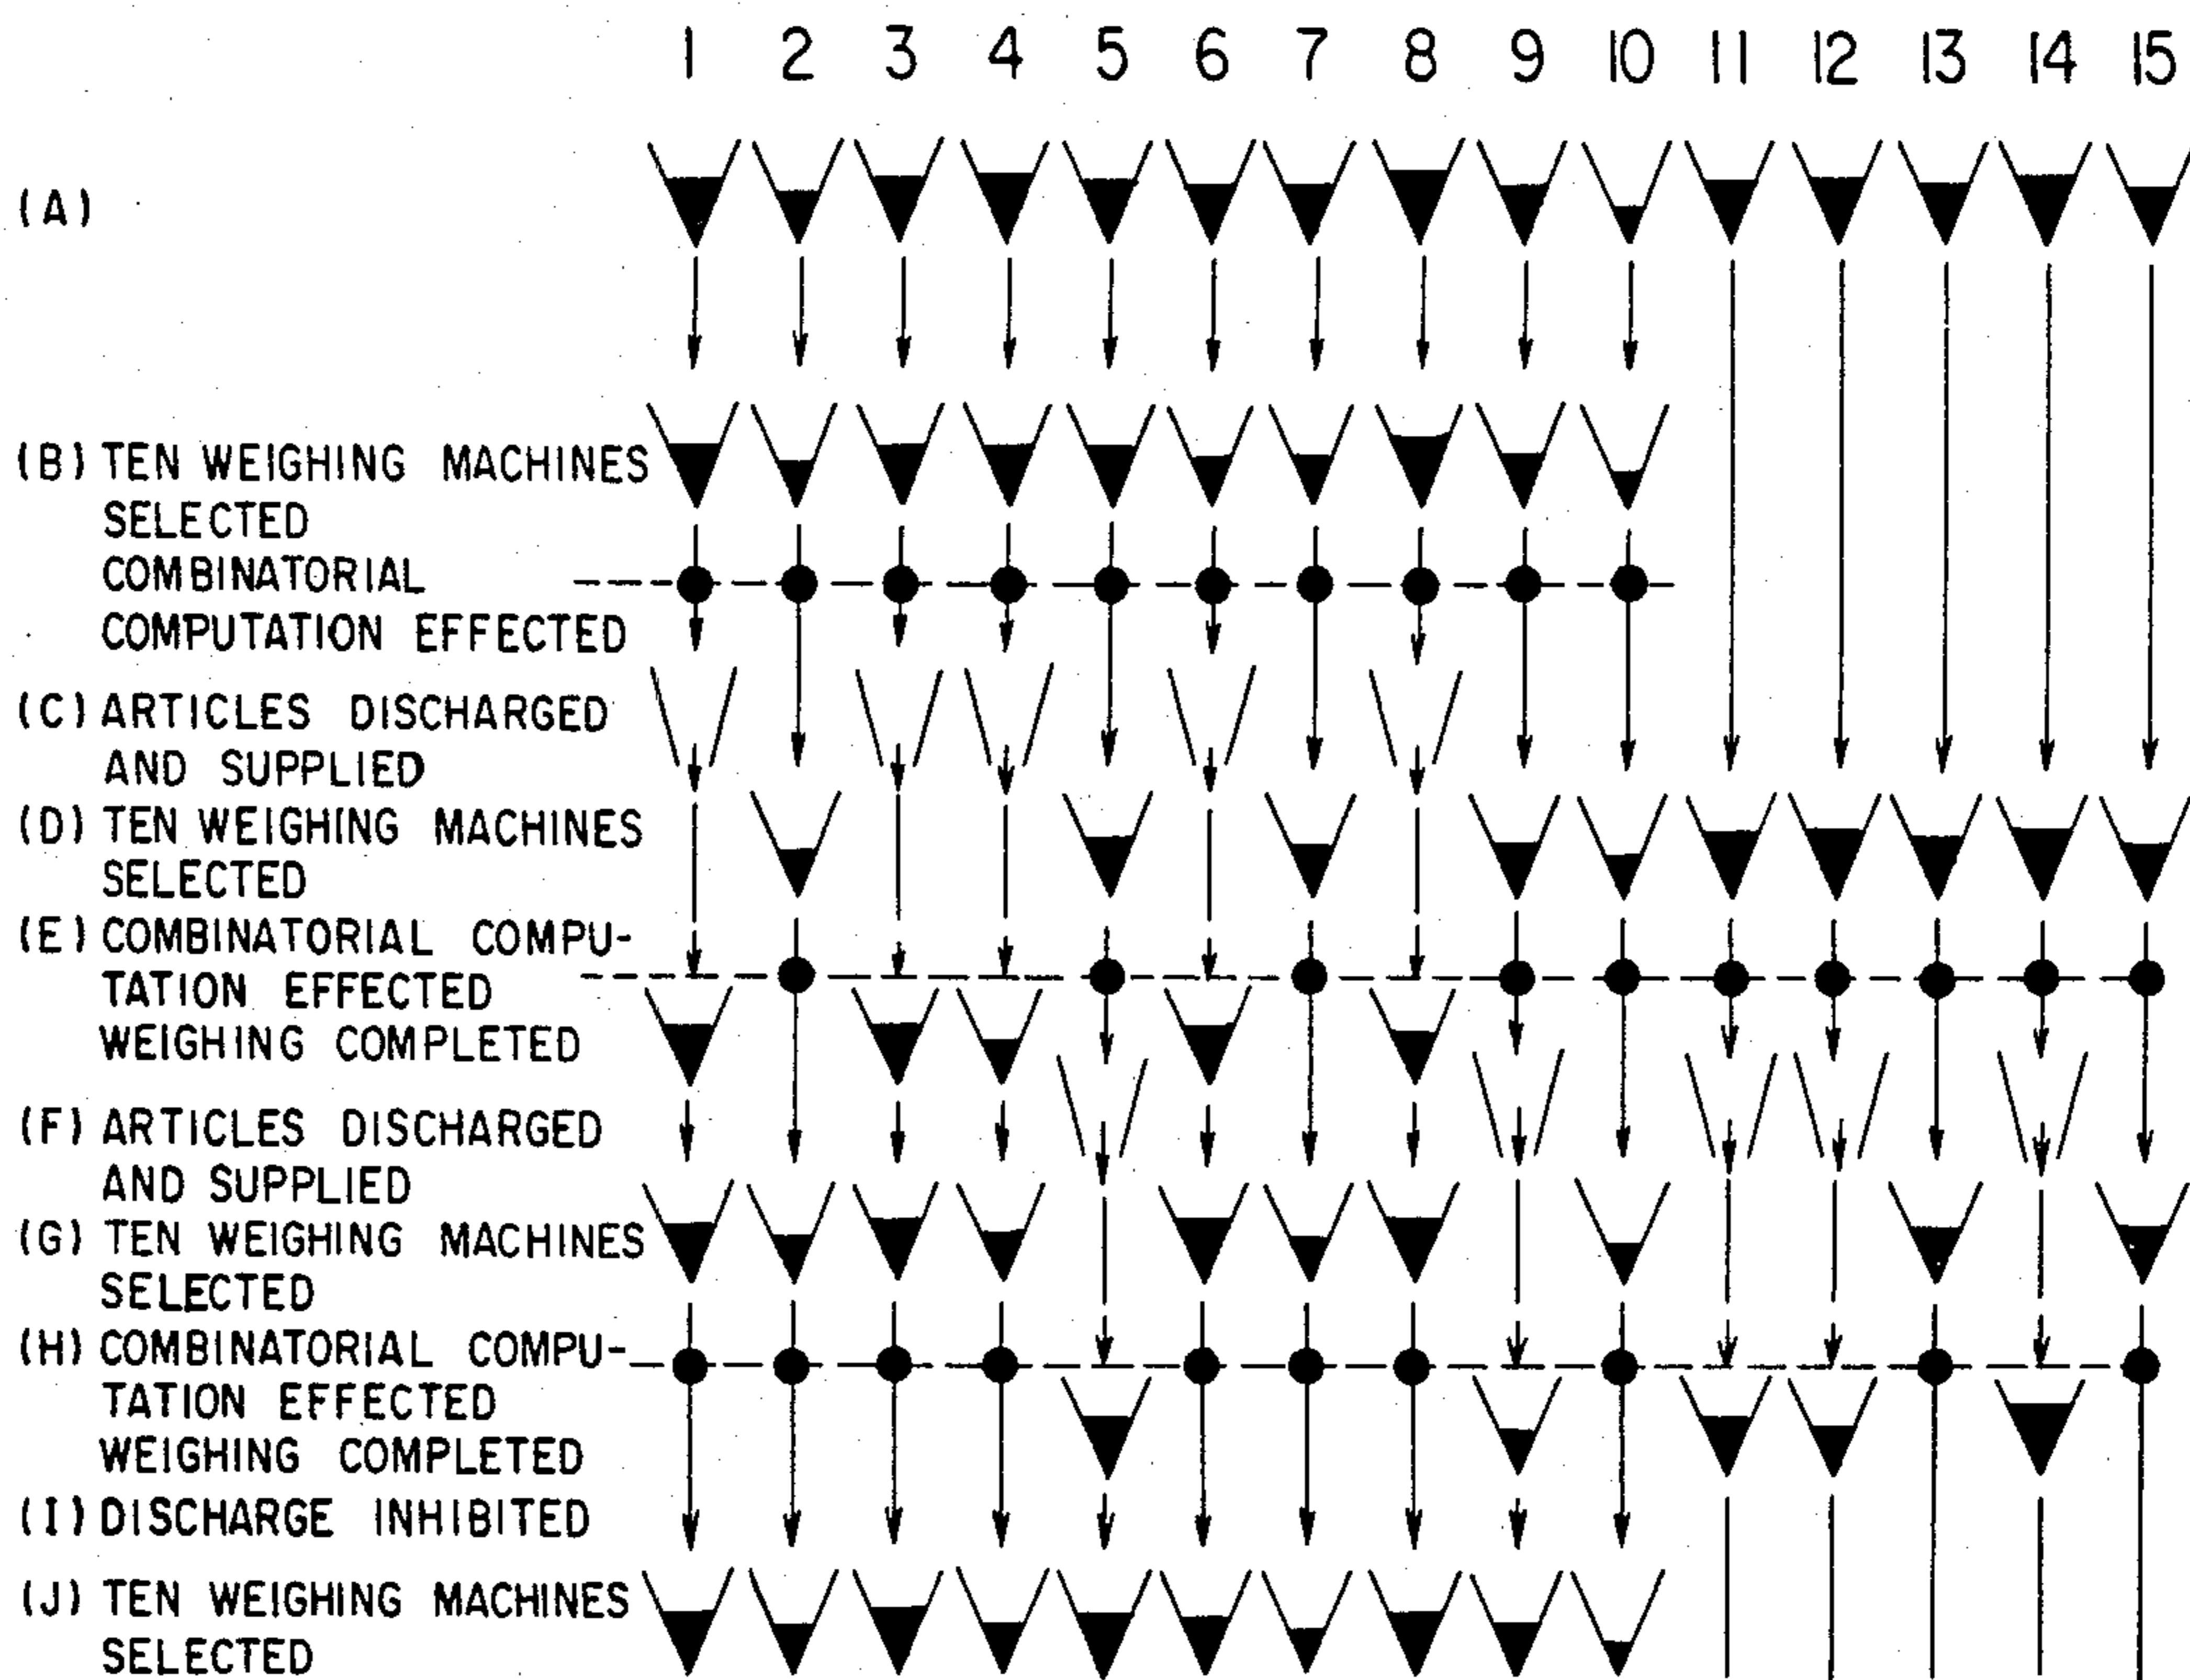 1 2 3 4 5 6 7 8 9 10 11 12 13 14 15
(A)
(B) TEN WEIGHING MACHINES
SELECTED
COMBINATORIAL
COMPUTATION EFFECTED
(C) ARTICLES DISCHARGED
AND SUPPLIED
(D) TEN WEIGHING MACHINES
SELECTED
(E) COMBINATORIAL COMPU-
TATION EFFECTED
WEIGHING COMPLETED
(F) ARTICLES DISCHARGED
AND SUPPLIED
(G) TEN WEIGHING MACHINES
SELECTED
(H) COMBINATORIAL COMPU-
TATION EFFECTED
WEIGHING COMPLETED
(I) DISCHARGE INHIBITED
(J) TEN WEIGHING MACHINES
SELECTED